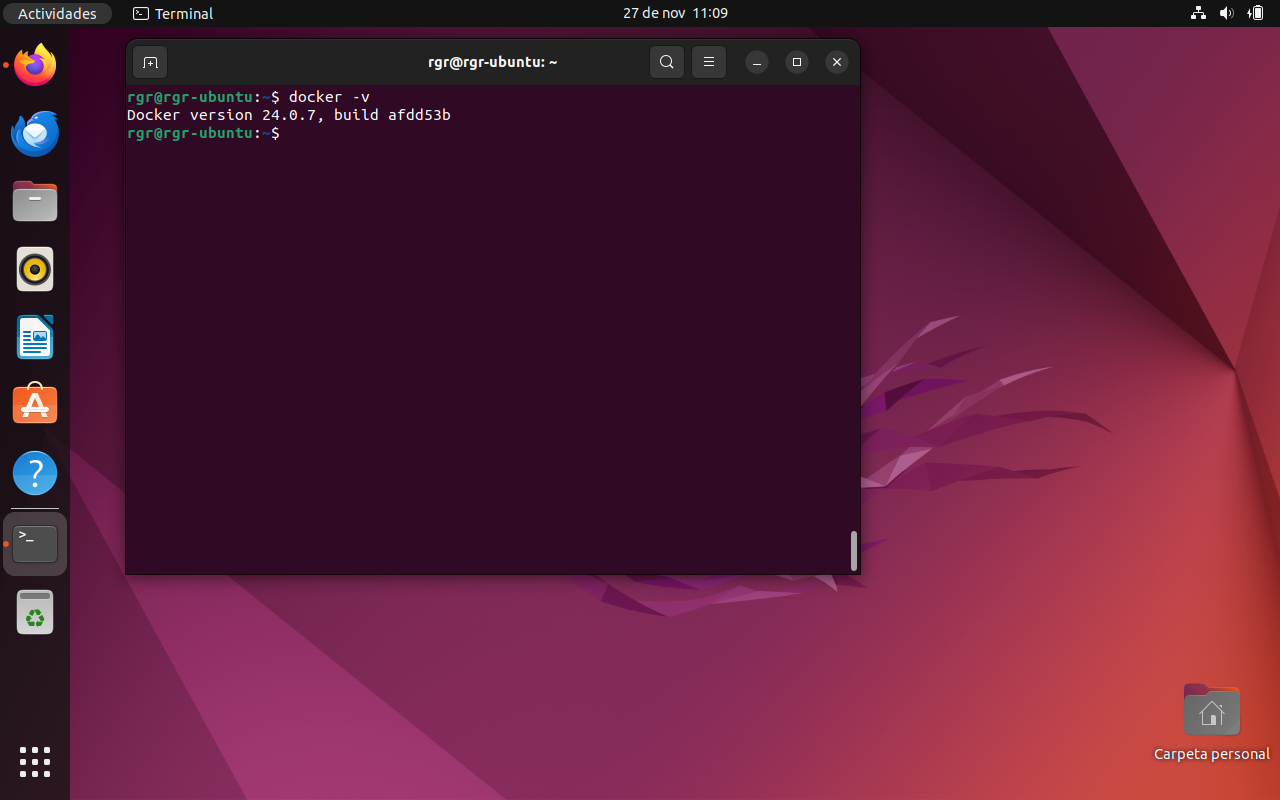 Actividades
Terminal
27 de nov 11:09
rgr@rgr-ubuntu: ~
rgr@rgr-ubuntu:~$ docker -v
Docker version 24.0.7, build afdd53b
rgr@rgr-ubuntu:~$
>_
Carpeta personal